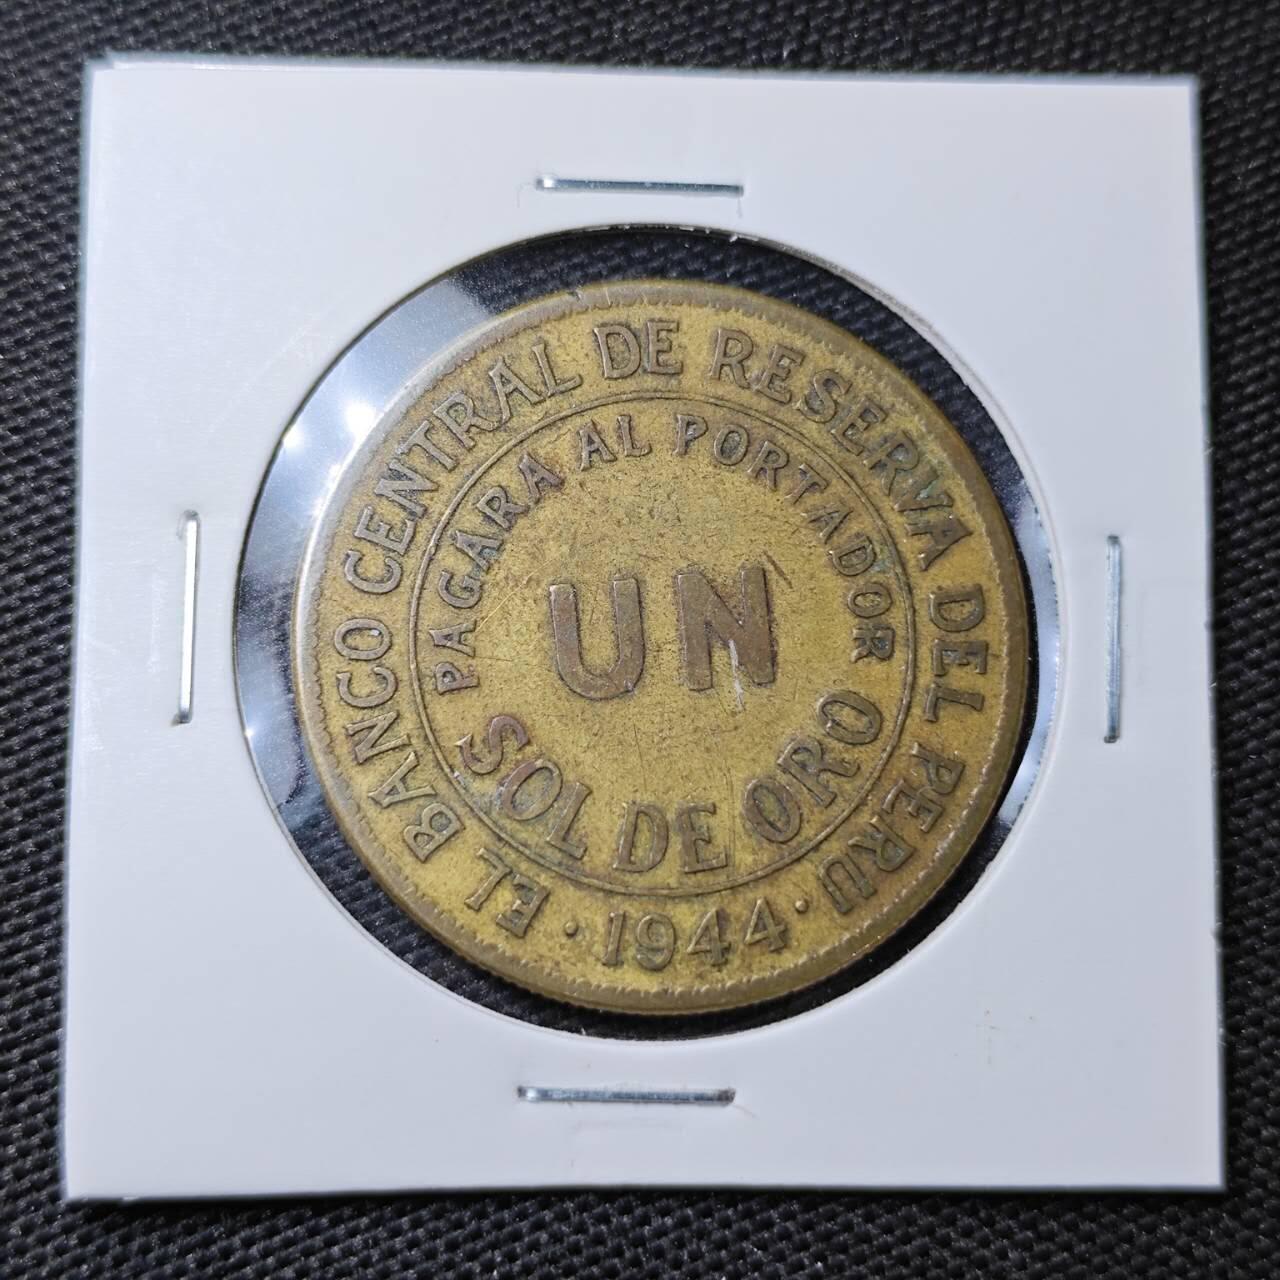 EL BANCO CENTRAL DE RESERVA DEL PERU
· 1944 ·
PAGARA AL PORTADOR
UN
SOL DE ORO